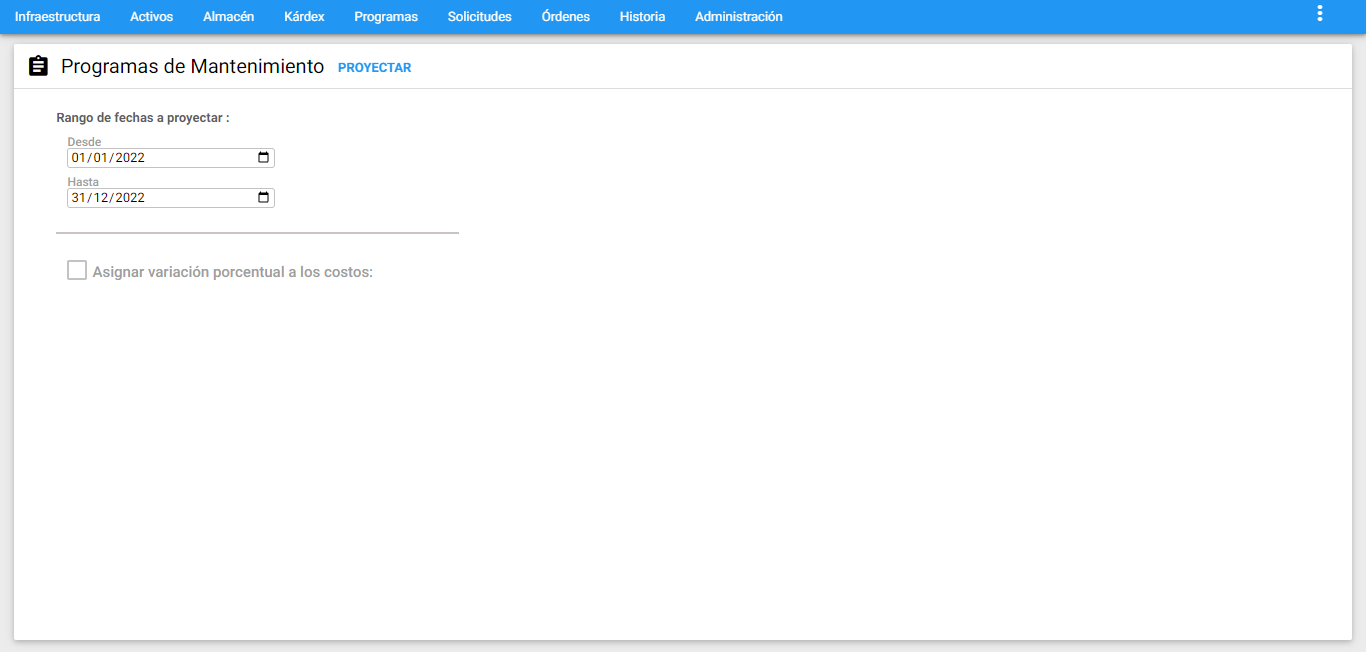 Infraestructura Activos Almacén Kárdex Programas Solicitudes Órdenes Historia Administración
Programas de Mantenimiento PROYECTAR
Rango de fechas a proyectar :
Desde
01/01/2022
Hasta
31/12/2022
Asignar variación porcentual a los costos: